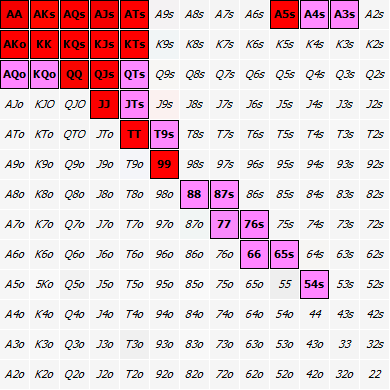 AA AKs AQs AJs ATs A9s A8s A7s A6s A5s A4s A3s A2s
AKo KK KQs KJs KTs K9s K8s K7s K6s K5s K4s K3s K2s
AQo KQo QQ QJs QTs Q9s Q8s Q7s Q6s Q5s Q4s Q3s Q2s
AJo KJO QJO JJ JTs J9s J8s J7s J6s J5s J4s J3s J2s
ATo KTo QTO JTo TT T9s T8s T7s T6s T5s T4s T3s T2s
A9o K9o Q9o J9o T9o 99 98s 97s 96s 95s 94s 93s 92s
A8o K8o Q8o J8o T8o 98o 88 87s 86s 85s 84s 83s 82s
A7o K7o Q7o J7o T7o 97o 87o 77 76s 75s 74s 73s 72s
A6o K6o Q6o J6o T6o 96o 86o 76o 66 65s 64s 63s 62s
A5o 5Ko Q5o J5o T5o 95o 85o 75o 65o 55 54s 53s 52s
A4o K4o Q4o J4o T4o 94o 84o 74o 64o 54o 44 43s 42s
A3o K3o Q3o J3o T3o 93o 83o 73o 63o 53o 43o 33 32s
A2o K2o Q2o J2o T2o 92o 82o 72o 62o 52o 42o 32o 22